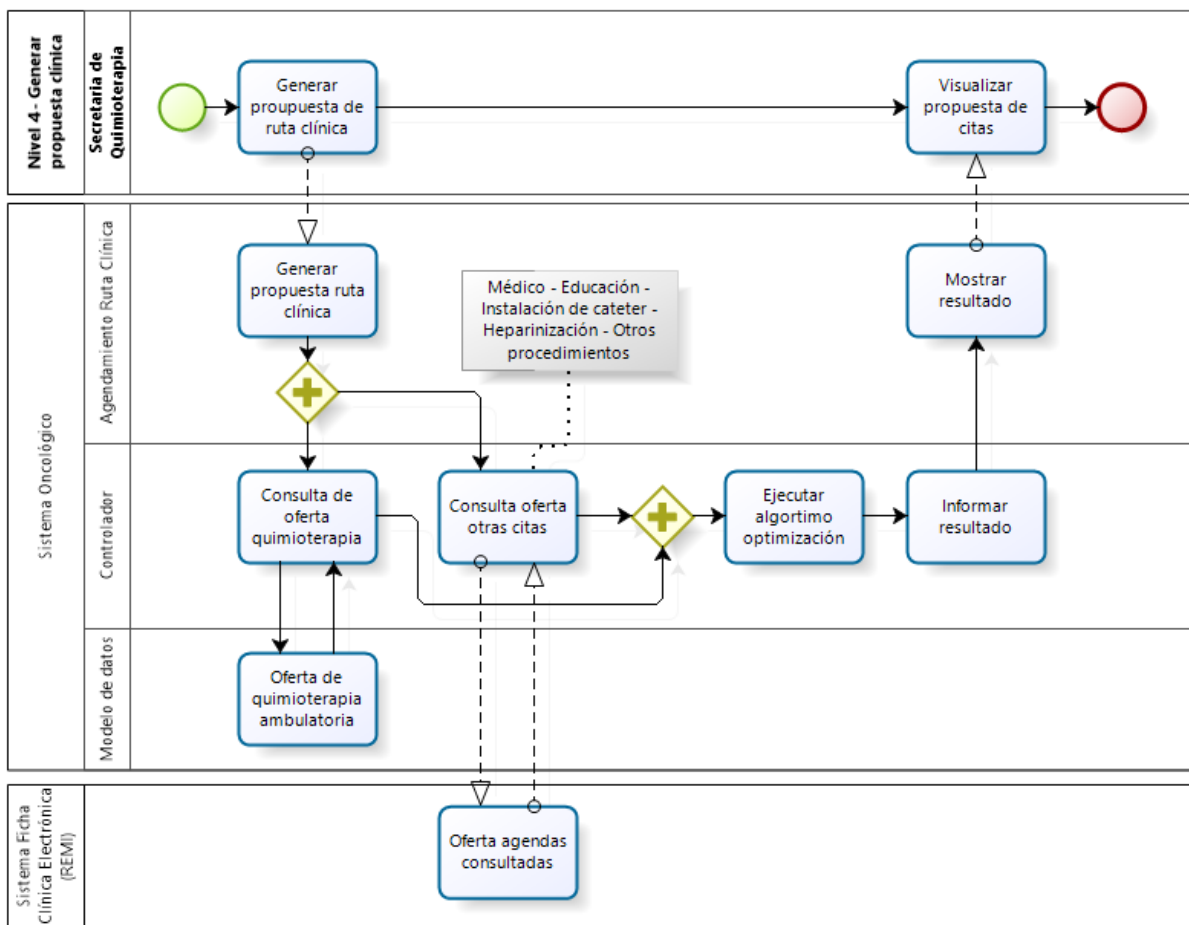 Nivel 4 - Generar
propuesta clínica
Secretaria de
Quimioterapia
Generar
proupuesta de
ruta clínica
Visualizar
propuesta de
citas
Sistema Oncológico
Agendamiento Ruta Clínica
Generar
propuesta ruta
clínica
Médico - Educación -
Instalación de cateter -
Heparinización - Otros
procedimientos
Mostrar
resultado
Controlador
Consulta de
oferta
quimioterapia
Consulta oferta
otras citas
Ejecutar
algortimo
optimización
Informar
resultado
Modelo de datos
Oferta de
quimioterapia
ambulatoria
Sistema Ficha
Clínica Electrónica
(REMI)
Oferta agendas
consultadas